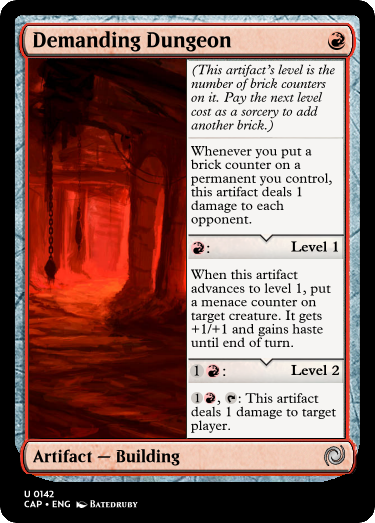 Demanding Dungeon
(This artifact's level is the
number of brick counters
on it. Pay the next level
cost as a sorcery to add
another brick.)
Whenever you put a
brick counter on a
permanent you control,
this artifact deals 1
damage to each
opponent.
: Level 1
When this artifact
advances to level 1, put
a menace counter on
target creature. It gets
+1/+1 and gains haste
until end of turn.
1 : Level 2
1 , : This artifact
deals 1 damage to target
player.
Artifact — Building
U 0142
CAP • ENG Batedruby